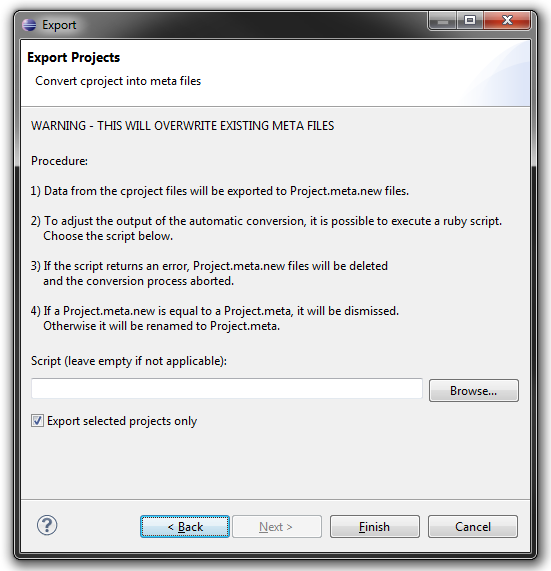 Export
Export Projects
Convert cproject into meta files
WARNING - THIS WILL OVERWRITE EXISTING META FILES
Procedure:
1) Data from the cproject files will be exported to Project.meta.new files.
2) To adjust the output of the automatic conversion, it is possible to execute a ruby script.
Choose the script below.
3) If the script returns an error, Project.meta.new files will be deleted
and the conversion process aborted.
4) If a Project.meta.new is equal to a Project.meta, it will be dismissed.
Otherwise it will be renamed to Project.meta.
Script (leave empty if not applicable):
Browse...
Export selected projects only
?
< Back
Next >
Finish
Cancel